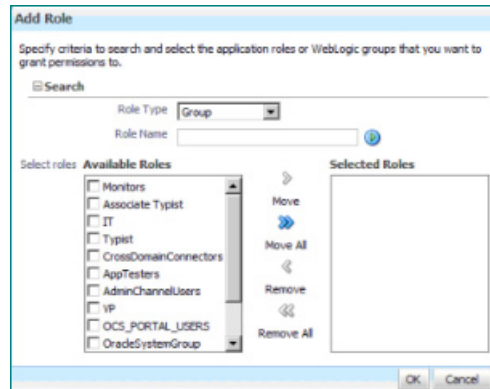 Add Role
Specify criteria to search and select the application roles or WebLogic groups that you want to
grant permissions to.
Search
Role Type Group
Role Name
Select roles Available Roles Selected Roles
Monitors
Associate Typist
IT
Typist
CrossDomainConnectors
AppTesters
AdminChannelUsers
VP
OCS_PORTAL_USERS
OracleSystemGroup
Move
Move All
Remove
Remove All
OK Cancel